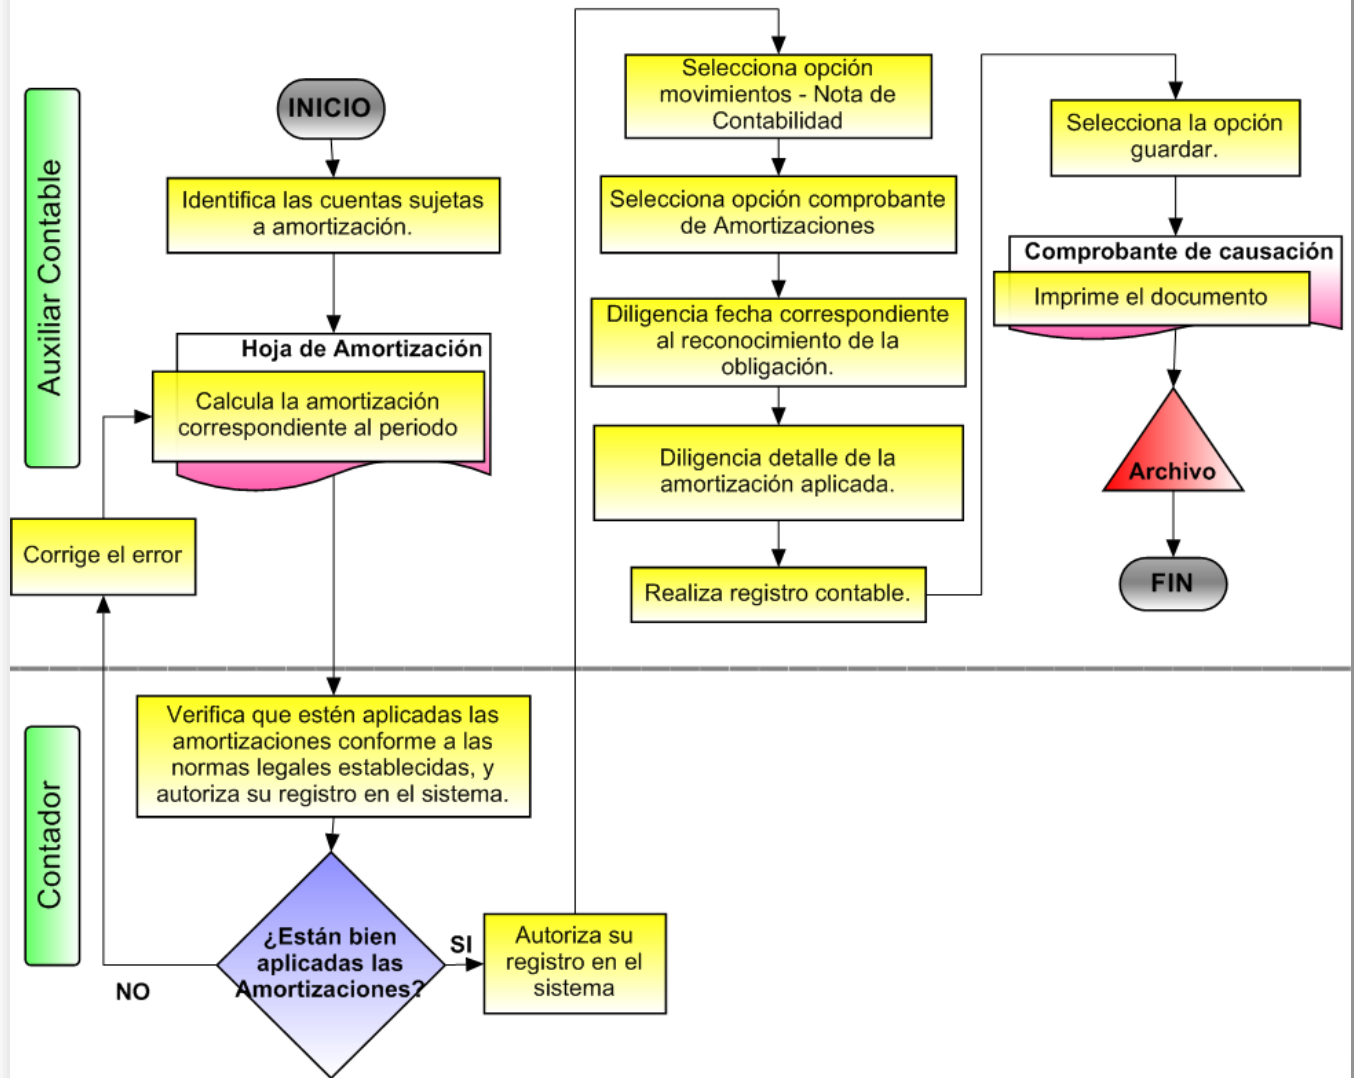 Auxiliar Contable
INICIO
Identifica las cuentas sujetas
a amortización.
Hoja de Amortización
Calcula la amortización
correspondiente al periodo
Corrige el error
Contador
Verifica que estén aplicadas las
amortizaciones conforme a las
normas legales establecidas, y
autoriza su registro en el sistema.
¿Están bien
aplicadas las
Amortizaciones?
NO
SI
Autoriza su
registro en el
sistema
Selecciona opción
movimientos - Nota de
Contabilidad
Selecciona opción comprobante
de Amortizaciones
Diligencia fecha correspondiente
al reconocimiento de la
obligación.
Diligencia detalle de la
amortización aplicada.
Realiza registro contable.
Selecciona la opción
guardar.
Comprobante de causación
Imprime el documento
Archivo
FIN